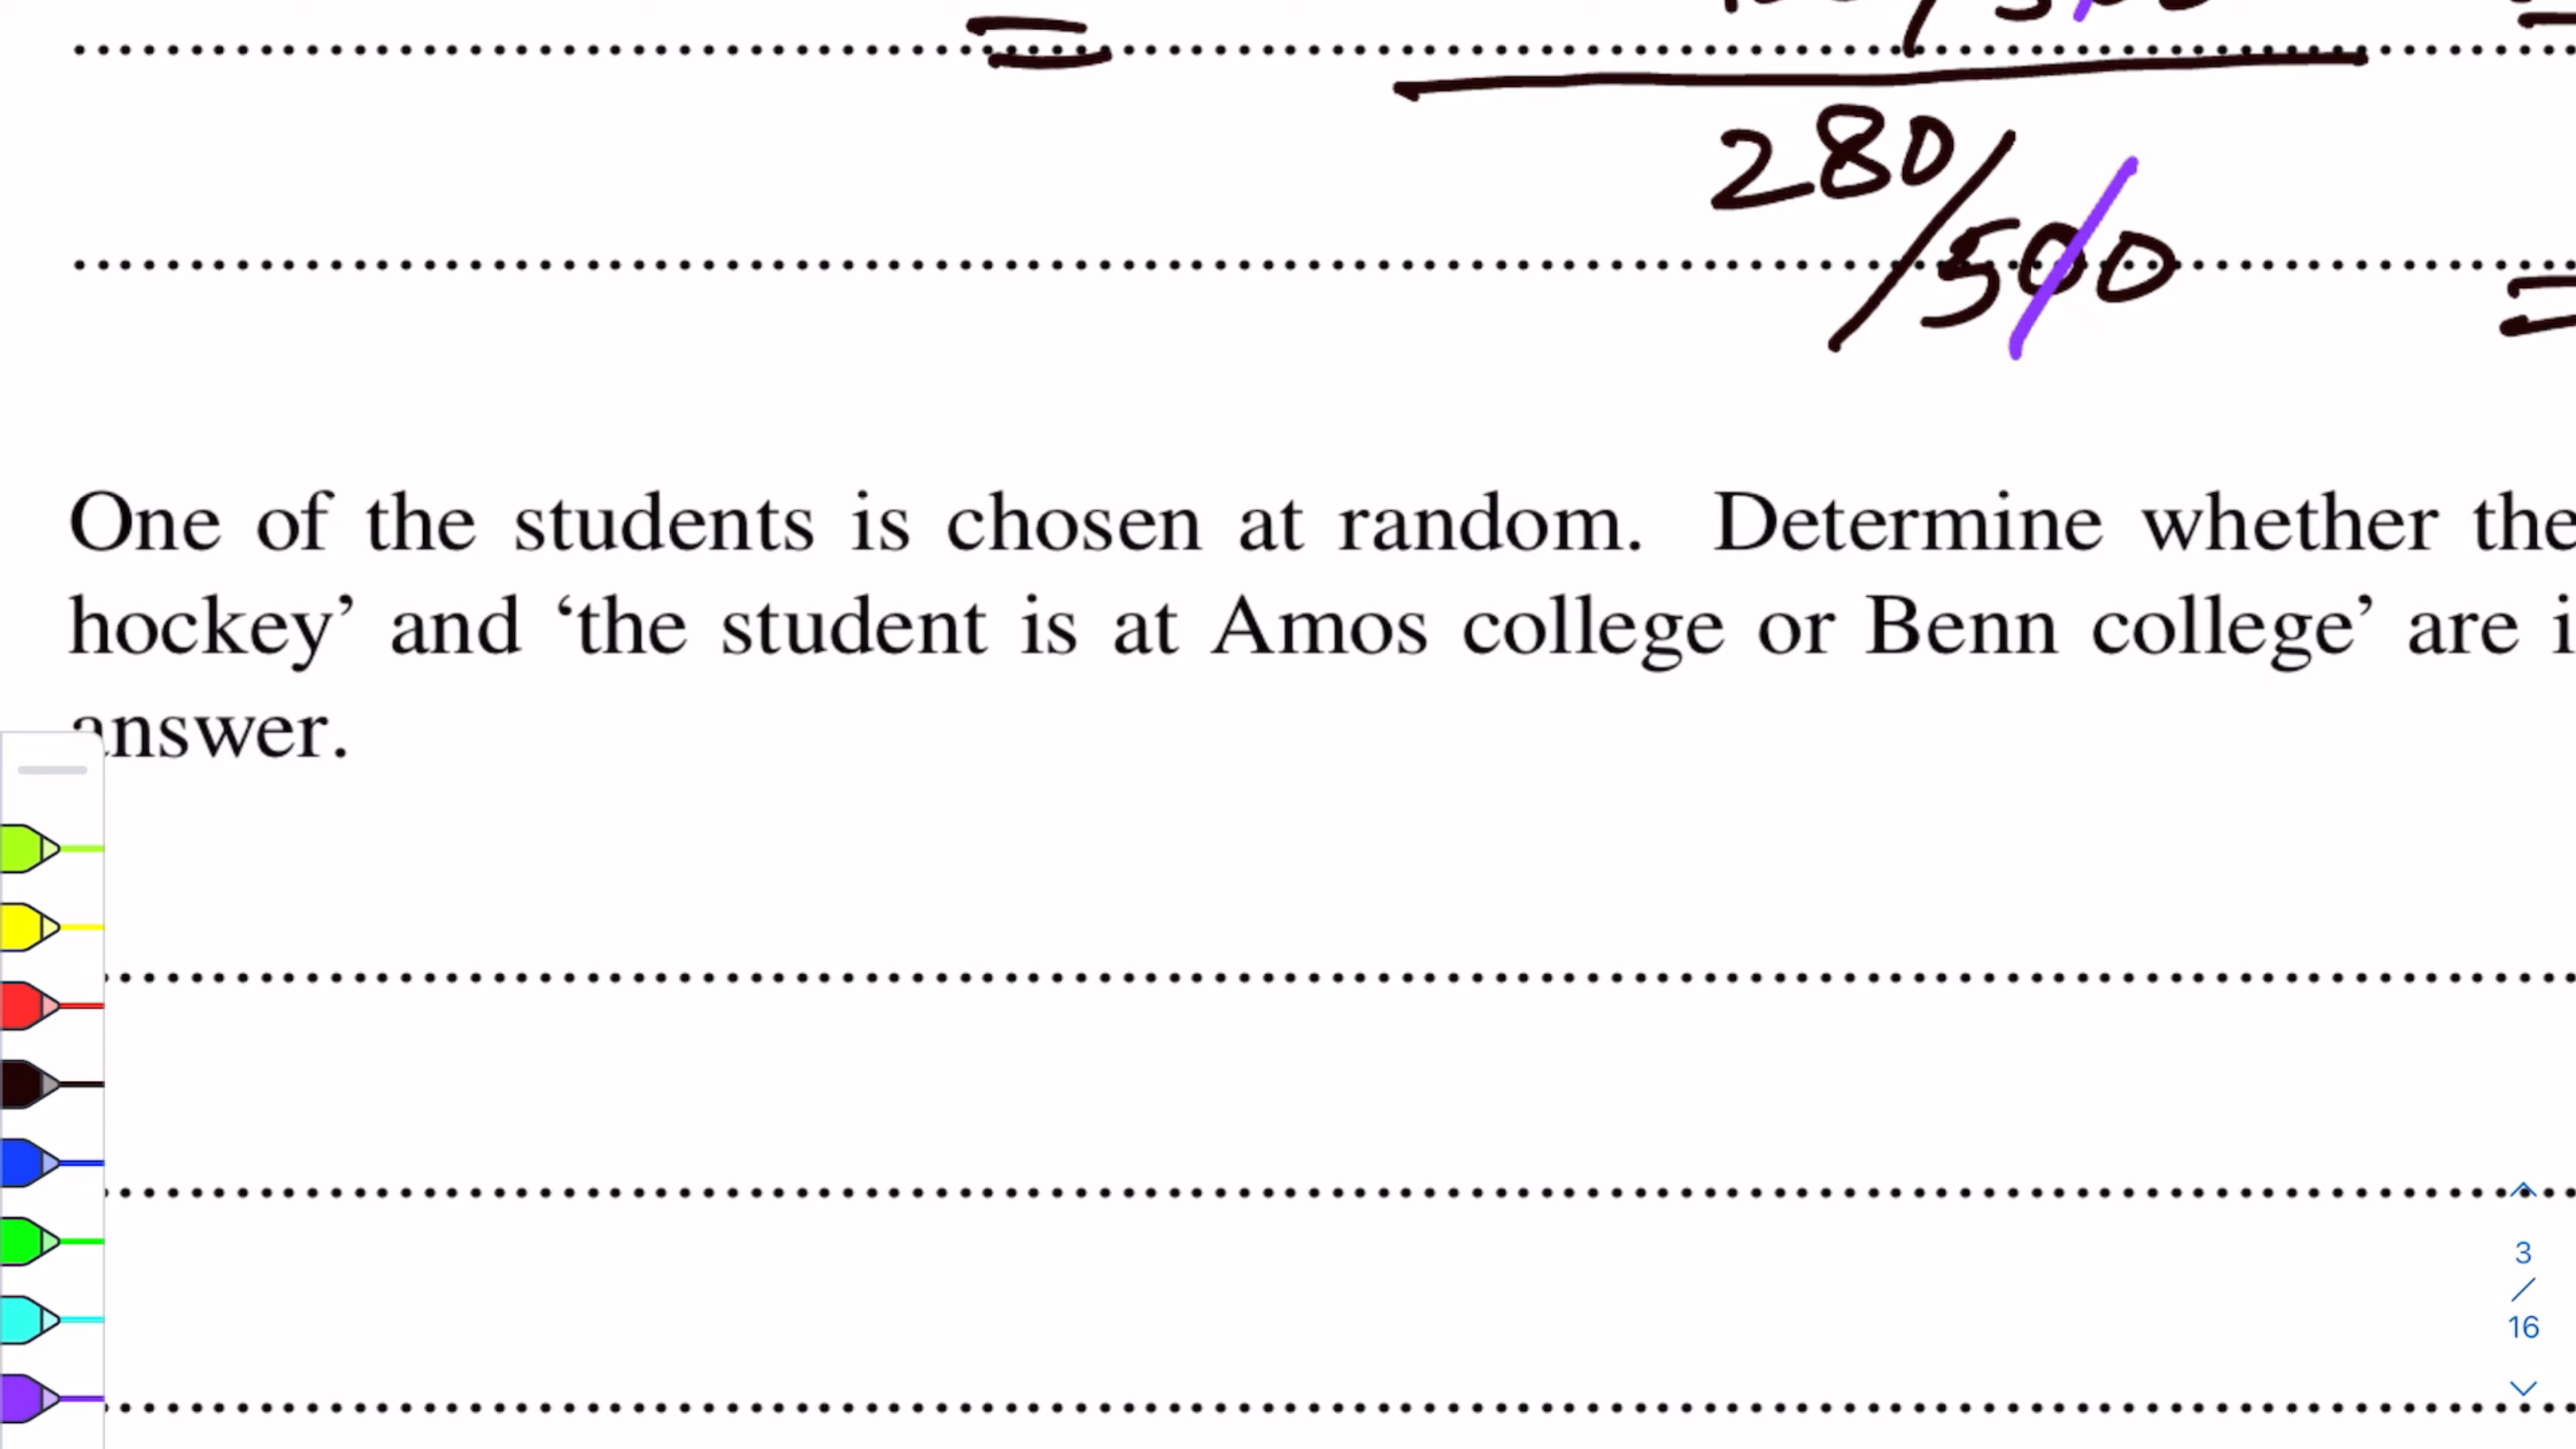 =
280/500
=
One of the students is chosen at random. Determine whether the
hockey’ and ‘the student is at Amos college or Benn college’ are i
answer.
3
/
16